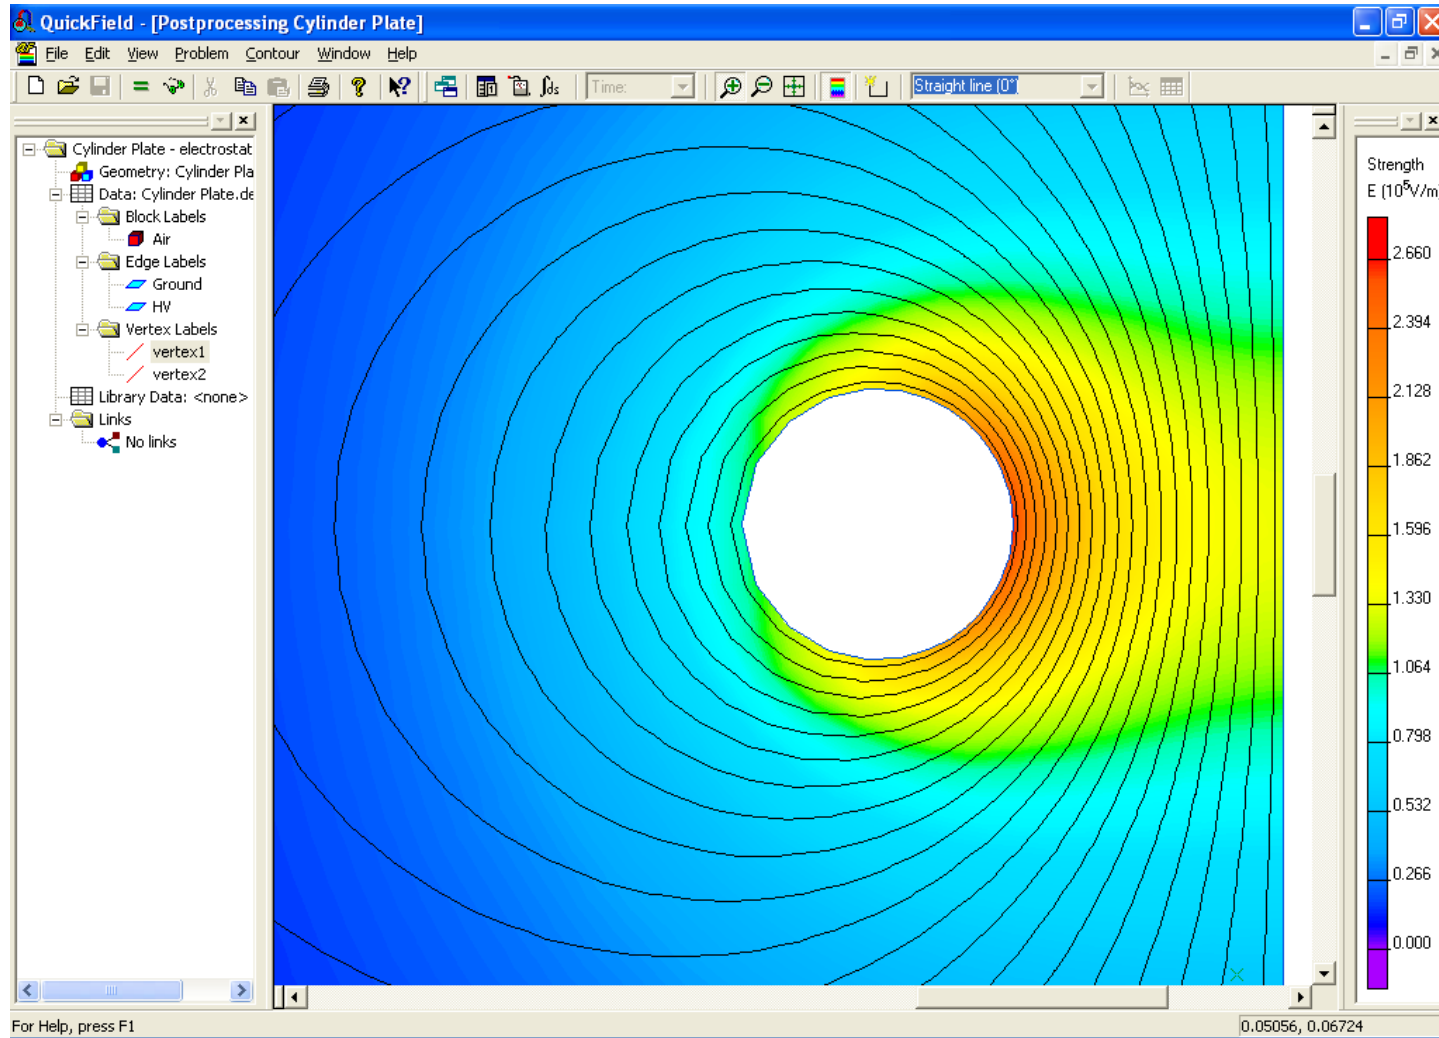 QuickField - [Postprocessing Cylinder Plate]
File Edit View Problem Contour Window Help
Time: Straight line (0°)
Cylinder Plate - electrostat
Geometry: Cylinder Pla
Data: Cylinder Plate.de
Block Labels
Air
Edge Labels
Ground
HV
Vertex Labels
vertex1
vertex2
Library Data: <none>
Links
No links
Strength
E (10⁵V/m)
2.660
2.394
2.128
1.862
1.596
1.330
1.064
0.798
0.532
0.266
0.000
For Help, press F1
0.05056, 0.06724